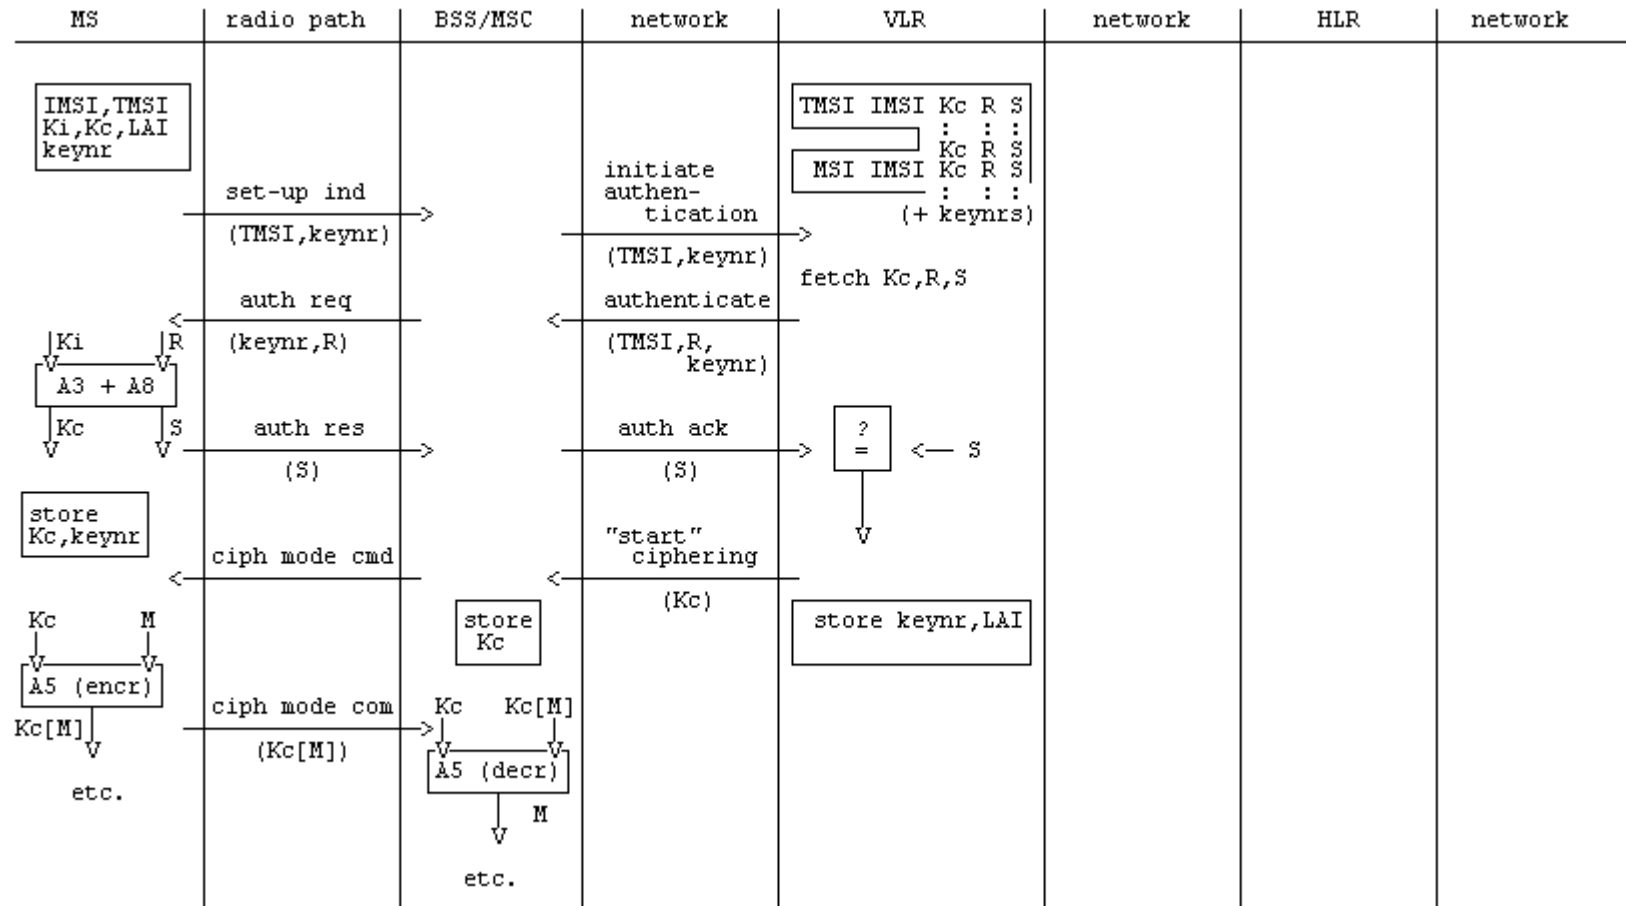 MS radio path BSS/MSC network VLR network HLR network
IMSI,TMSI
Ki,Kc,LAI
keynr
TMSI IMSI Kc R S
: : :
Kc R S
MSI IMSI Kc R S
: : :
(+ keynrs)
set-up ind
(TMSI,keynr)
initiate
authen-
tication
(TMSI,keynr)
fetch Kc,R,S
auth req
(keynr,R)
authenticate
(TMSI,R,
keynr)
Ki R
A3 + A8
Kc S
auth res
(S)
auth ack
(S)
?
=
S
store
Kc,keynr
ciph mode cmd
"start"
ciphering
(Kc)
store
Kc
store keynr,LAI
Kc M
A5 (encr)
Kc[M]
etc.
ciph mode com
(Kc[M])
Kc Kc[M]
A5 (decr)
M
etc.